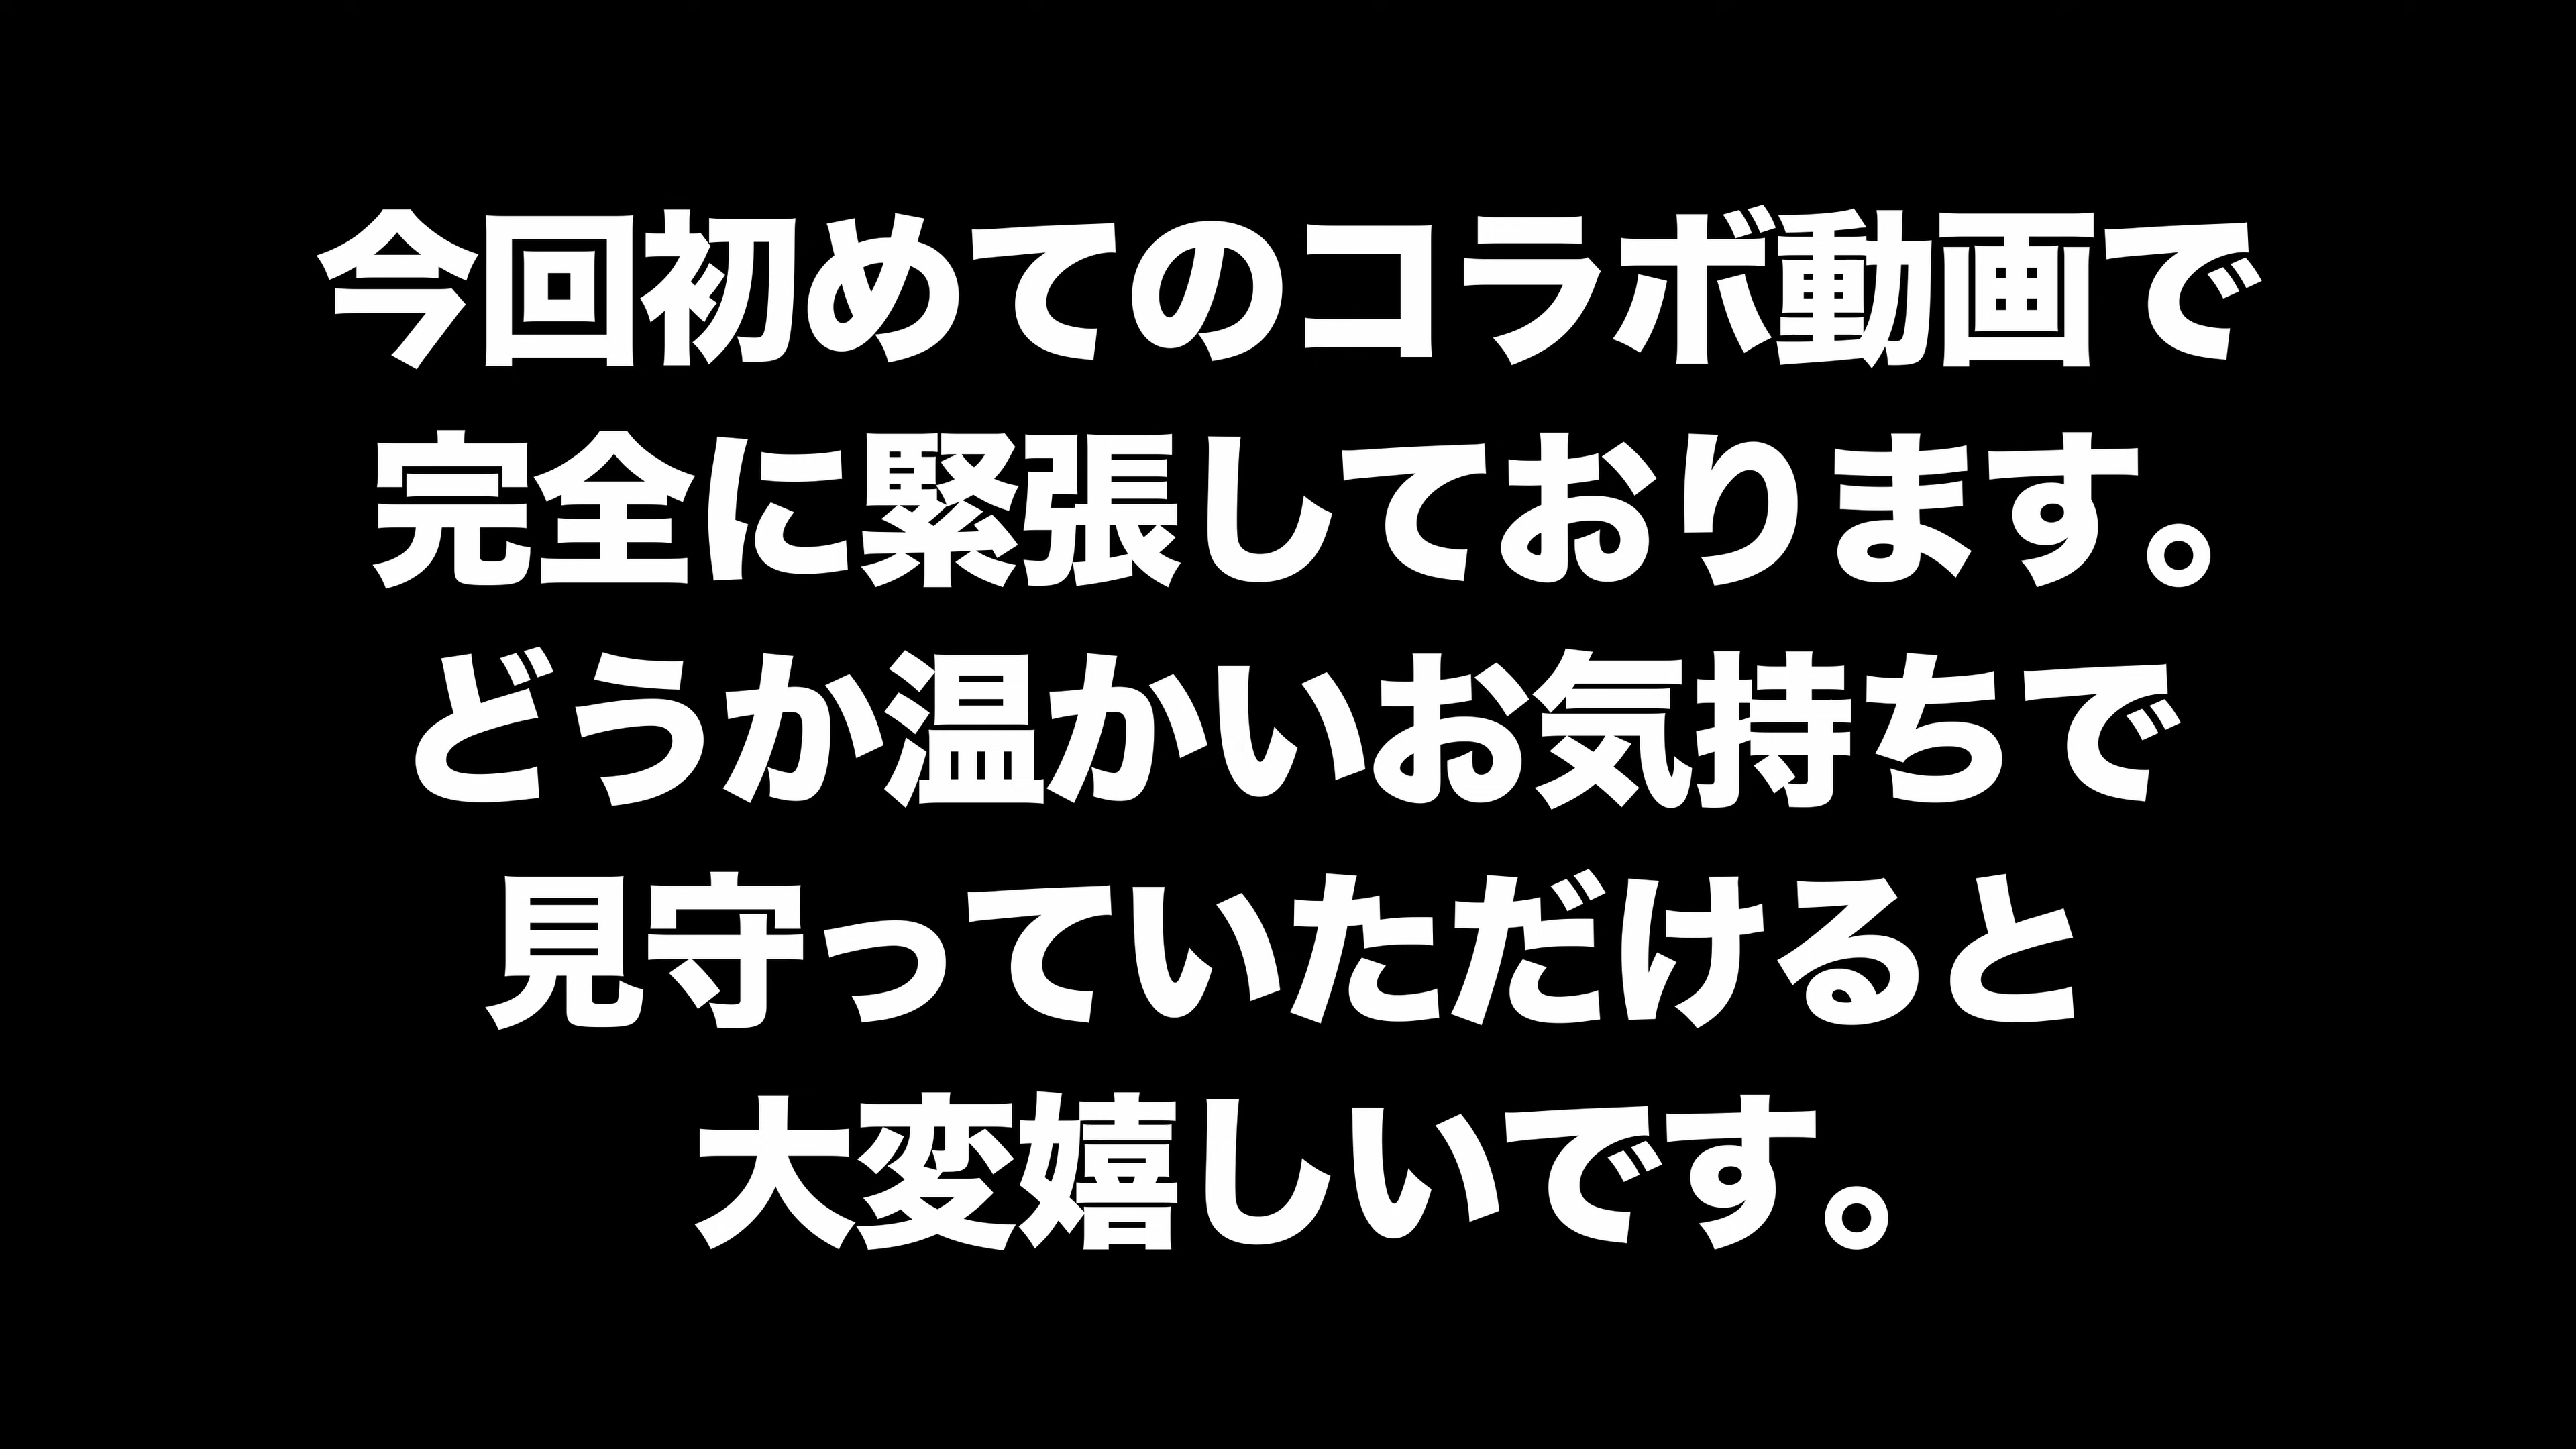 今回初めてのコラボ動画で
完全に緊張しております。
どうか温かいお気持ちで
見守っていただけると
大変嬉しいです。